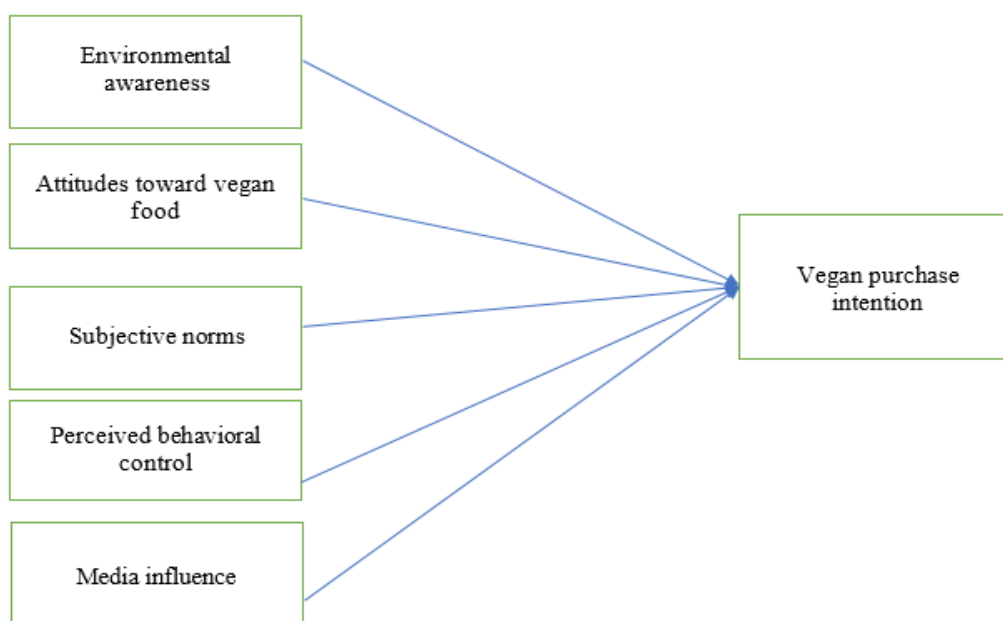 Environmental
awareness
Attitudes toward vegan
food
Subjective norms
Perceived behavioral
control
Media influence
Vegan purchase
intention